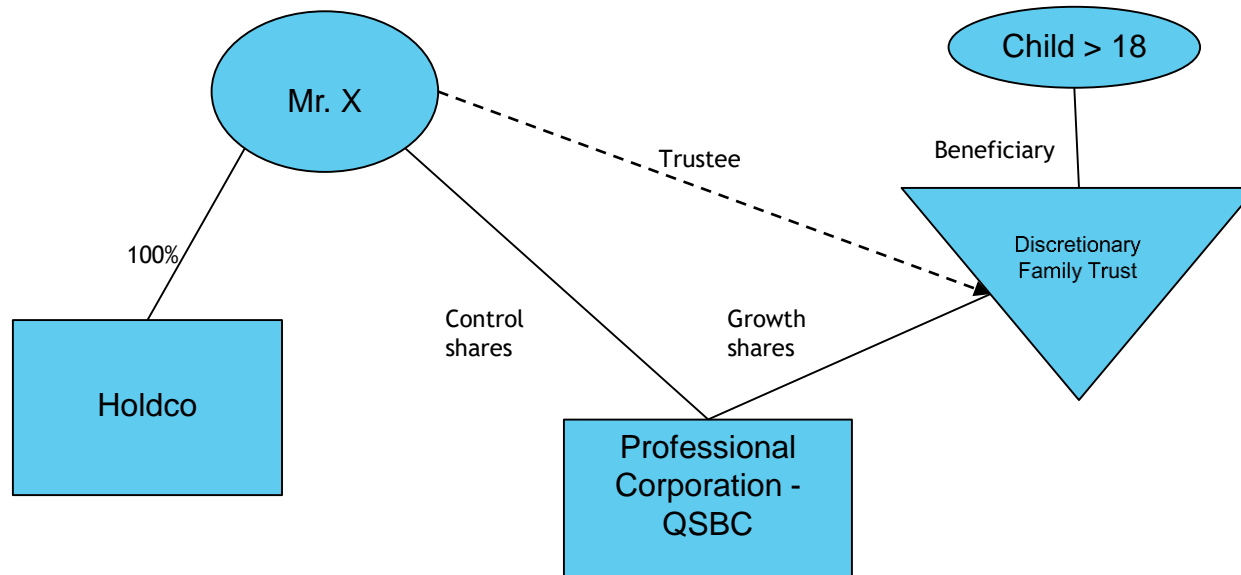 Child > 18
Mr. X
Beneficiary
Trustee
Discretionary
Family Trust
100%
Control
shares
Growth
shares
Holdco
Professional
Corporation -
QSBC